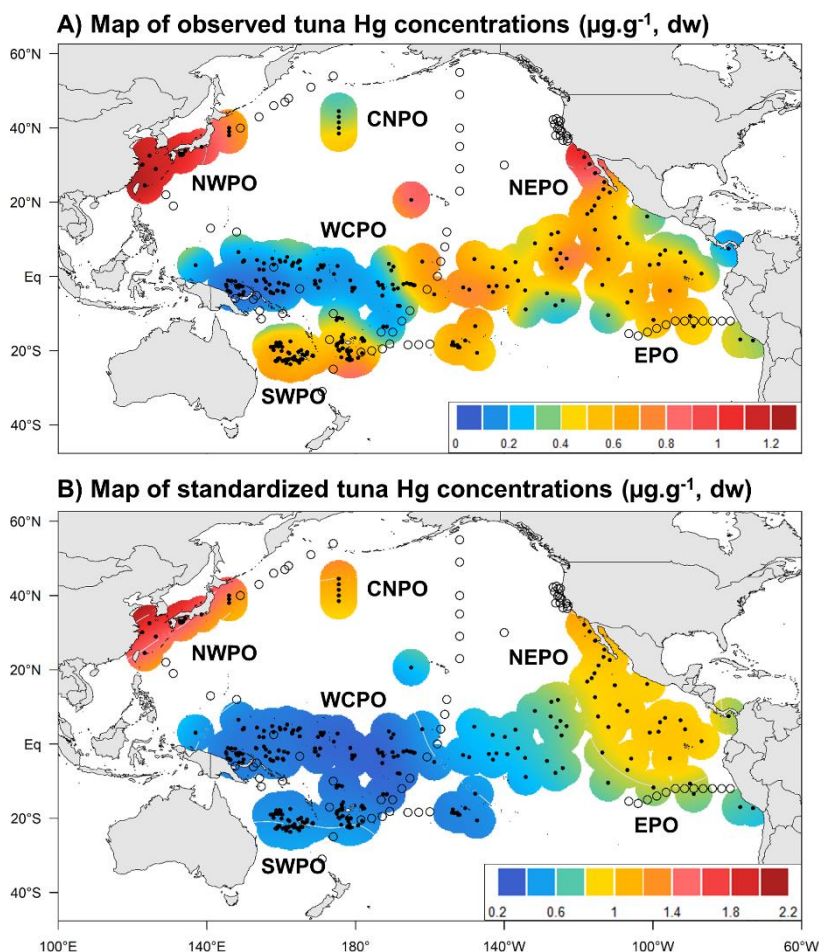 A) Map of observed tuna Hg concentrations (µg.g⁻¹, dw)
60°N
40°N
20°N
Eq
20°S
40°S
CNPO
NWPO
NEPO
WCPO
SWPO
EPO
0 0.2 0.4 0.6 0.8 1 1.2
B) Map of standardized tuna Hg concentrations (µg.g⁻¹, dw)
60°N
40°N
20°N
Eq
20°S
40°S
CNPO
NWPO
NEPO
WCPO
SWPO
EPO
0.2 0.6 1 1.4 1.8 2.2
100°E 140°E 180° 140°W 100°W 60°W